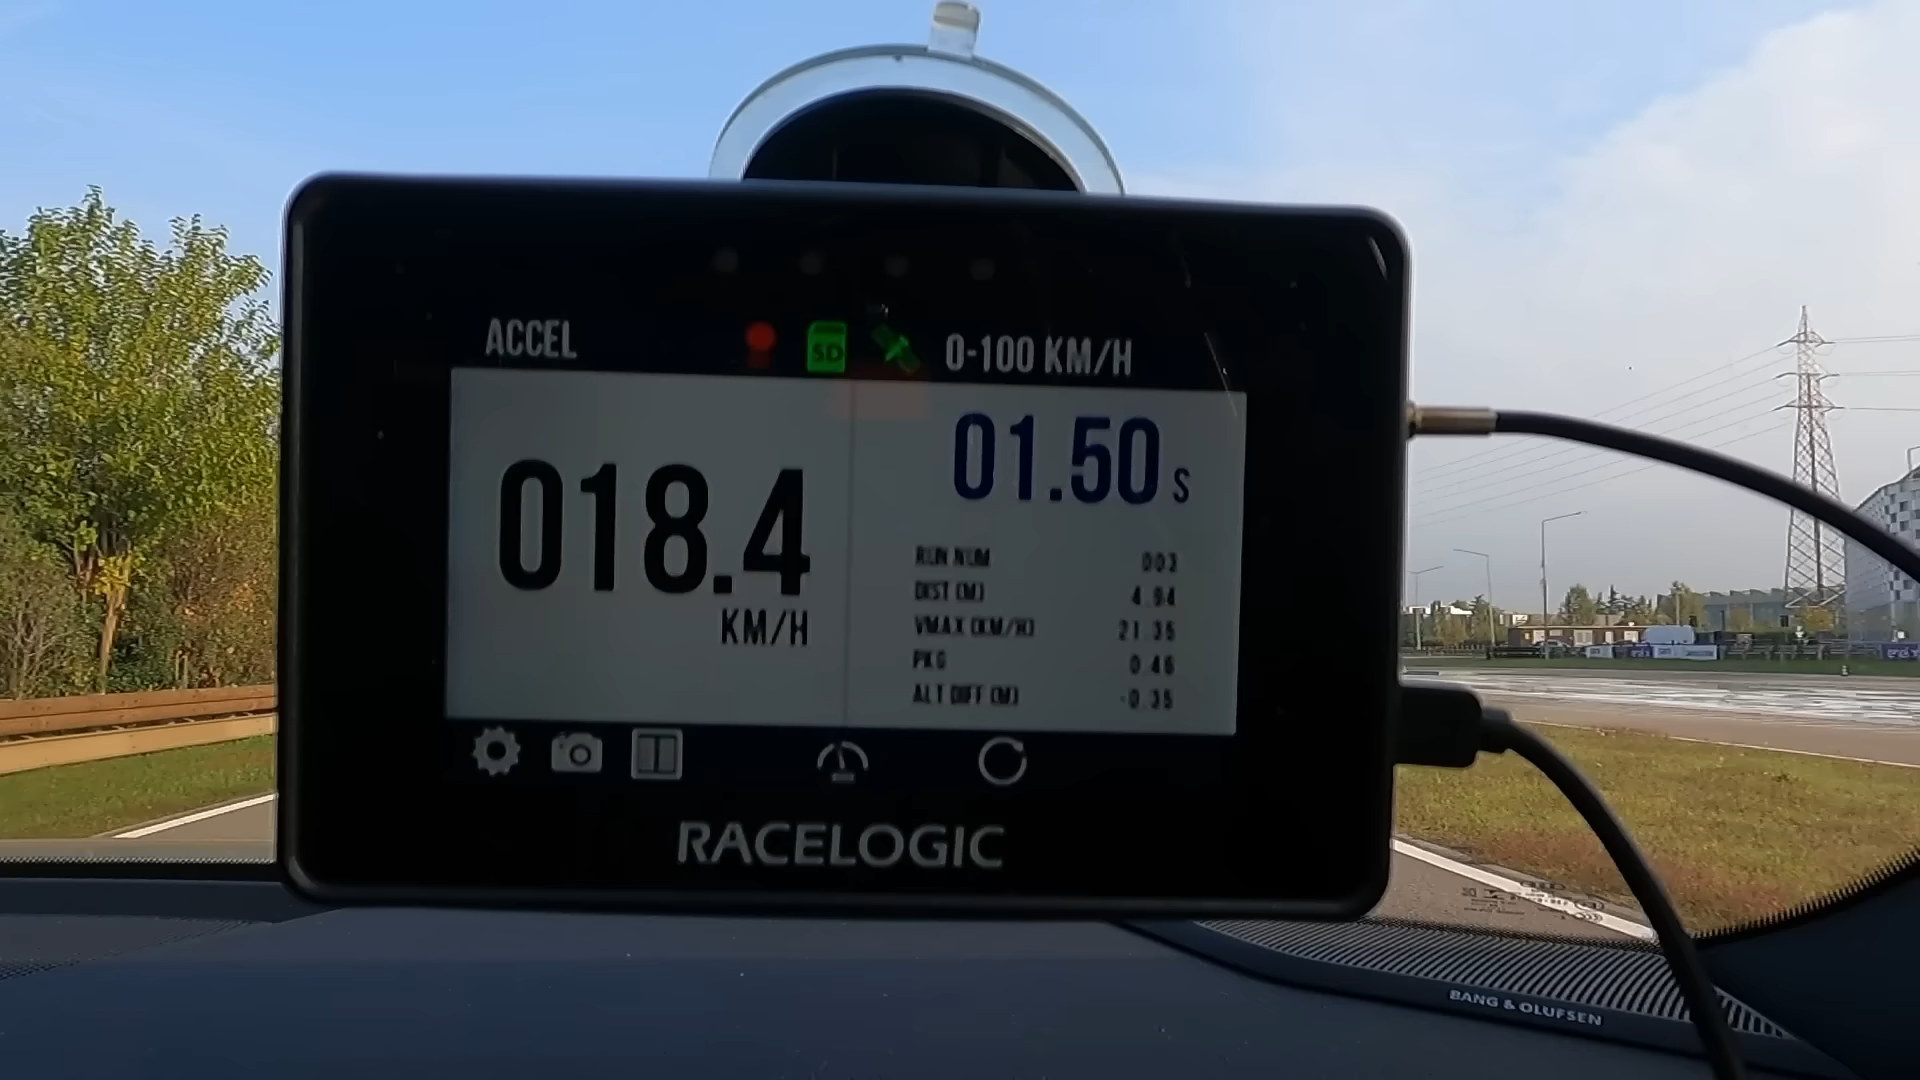 ACCEL
SD
0-100 KM/H
018.4
KM/H
01.50 S
RUN NUM 003
DIST (M) 4.94
VMAX (KM/H) 21.35
PKG 0.46
ALT DIFF (M) -0.35
RACELOGIC
BANG & OLUFSEN